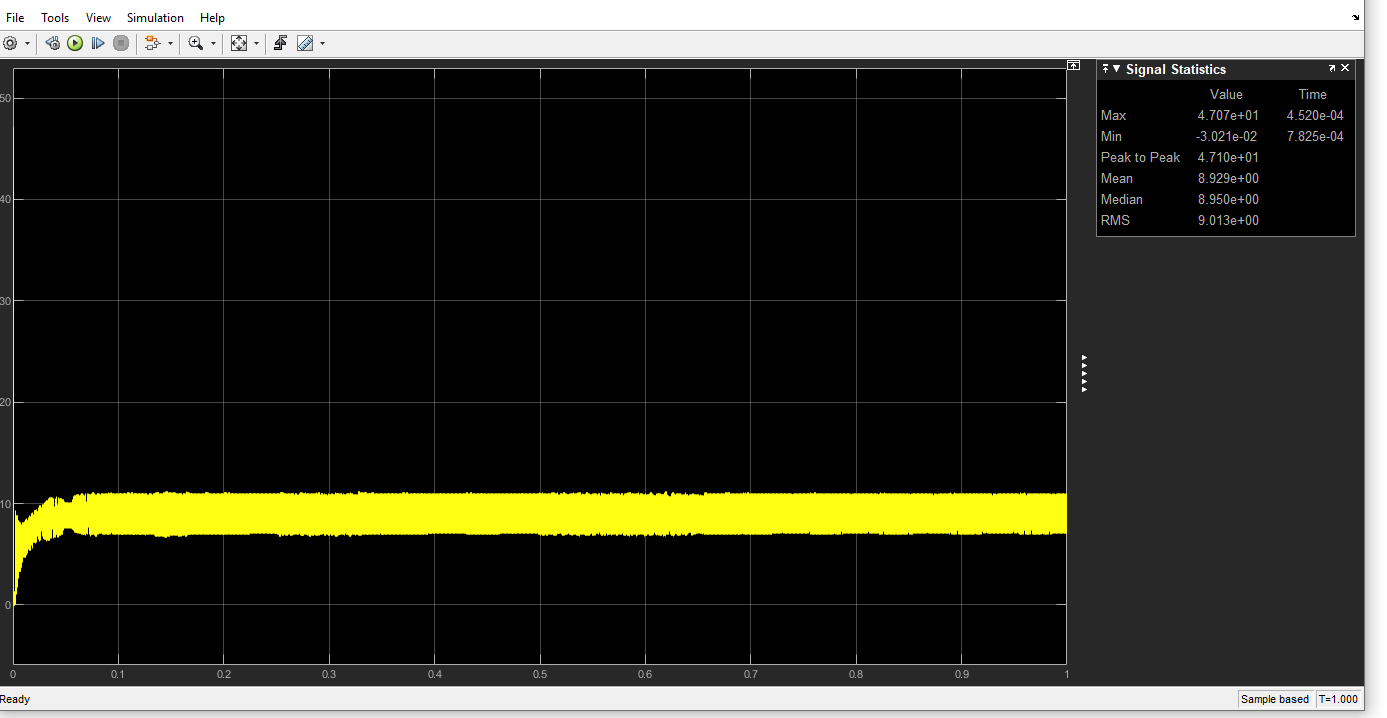 File Tools View Simulation Help
Signal Statistics
Value Time
Max 4.707e+01 4.520e-04
Min -3.021e-02 7.825e-04
Peak to Peak 4.710e+01
Mean 8.929e+00
Median 8.950e+00
RMS 9.013e+00
50
40
30
20
10
0
0 0.1 0.2 0.3 0.4 0.5 0.6 0.7 0.8 0.9 1
Ready Sample based T=1.000